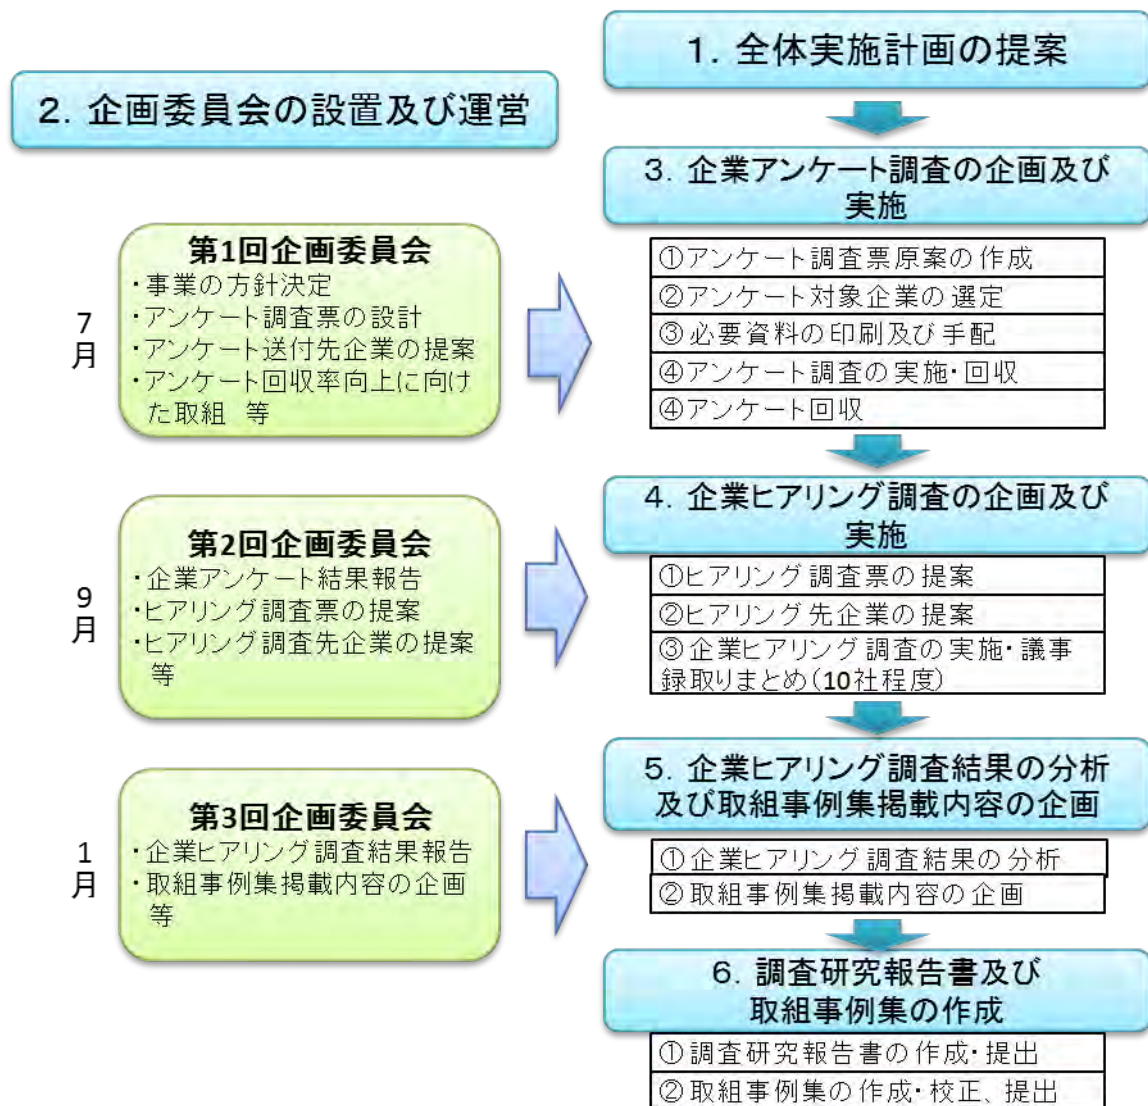 1．全体実施計画の提案
2．企画委員会の設置及び運営
3．企業アンケート調査の企画及び
実施
7
月
第1回企画委員会
・事業の方針決定
・アンケート調査票の設計
・アンケート送付先企業の提案
・アンケート回収率向上に向け
た取組 等
①アンケート調査票原案の作成
②アンケート対象企業の選定
③必要資料の印刷及び手配
④アンケート調査の実施・回収
④アンケート回収
4．企業ヒアリング調査の企画及び
実施
9
月
第2回企画委員会
・企業アンケート結果報告
・ヒアリング調査票の提案
・ヒアリング調査先企業の提案
等
①ヒアリング調査票の提案
②ヒアリング先企業の提案
③企業ヒアリング調査の実施・議事
録取りまとめ（10社程度）
5．企業ヒアリング調査結果の分析
及び取組事例集掲載内容の企画
1
月
第3回企画委員会
・企業ヒアリング調査結果報告
・取組事例集掲載内容の企画
等
①企業ヒアリング調査結果の分析
②取組事例集掲載内容の企画
6．調査研究報告書及び
取組事例集の作成
①調査研究報告書の作成・提出
②取組事例集の作成・校正、提出